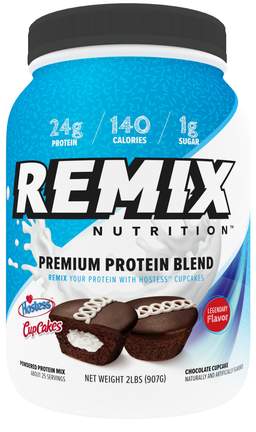 24g /140 /1g
PROTEIN CALORIES SUGAR
REMIX
NUTRITION™
PREMIUM PROTEIN BLEND
REMIX YOUR PROTEIN WITH HOSTESS® CUPCAKES
Hostess®
CupCakes
LEGENDARY
Flavor
POWDERED PROTEIN MIX
ABOUT 25 SERVINGS
NET WEIGHT 2LBS (907G)
CHOCOLATE CUPCAKE
NATURALLY AND ARTIFICIALLY FLAVORED